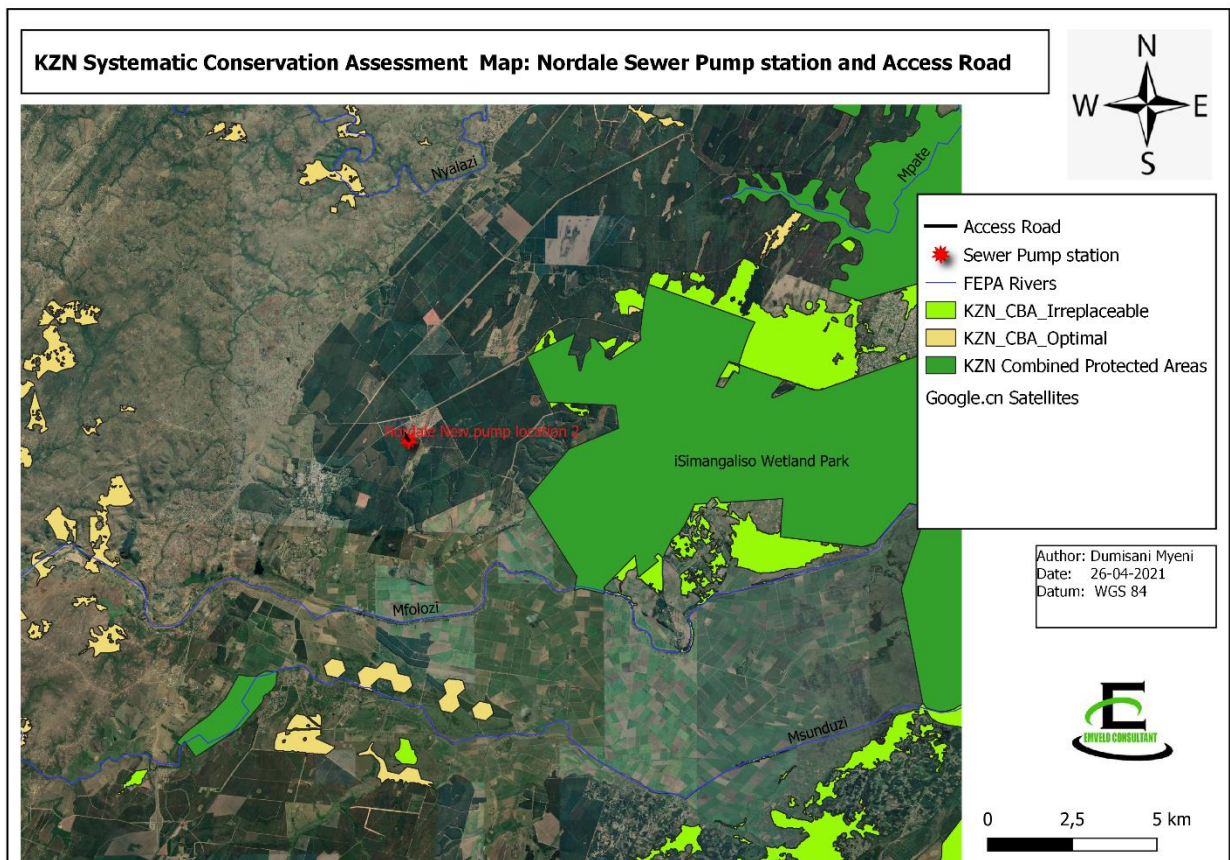 KZN Systematic Conservation Assessment Map: Nordale Sewer Pump station and Access Road
N
W E
S
Nyalazi
Mpate
Access Road
Sewer Pump station
FEPA Rivers
KZN_CBA_Irreplaceable
KZN_CBA_Optimal
KZN Combined Protected Areas
Google.cn Satellites
Nordale New pump location 2
iSimangaliso Wetland Park
Mfolozi
Msunduzi
Author: Dumisani Myeni
Date: 26-04-2021
Datum: WGS 84
E
EMVELO CONSULTANT
0 2,5 5 km